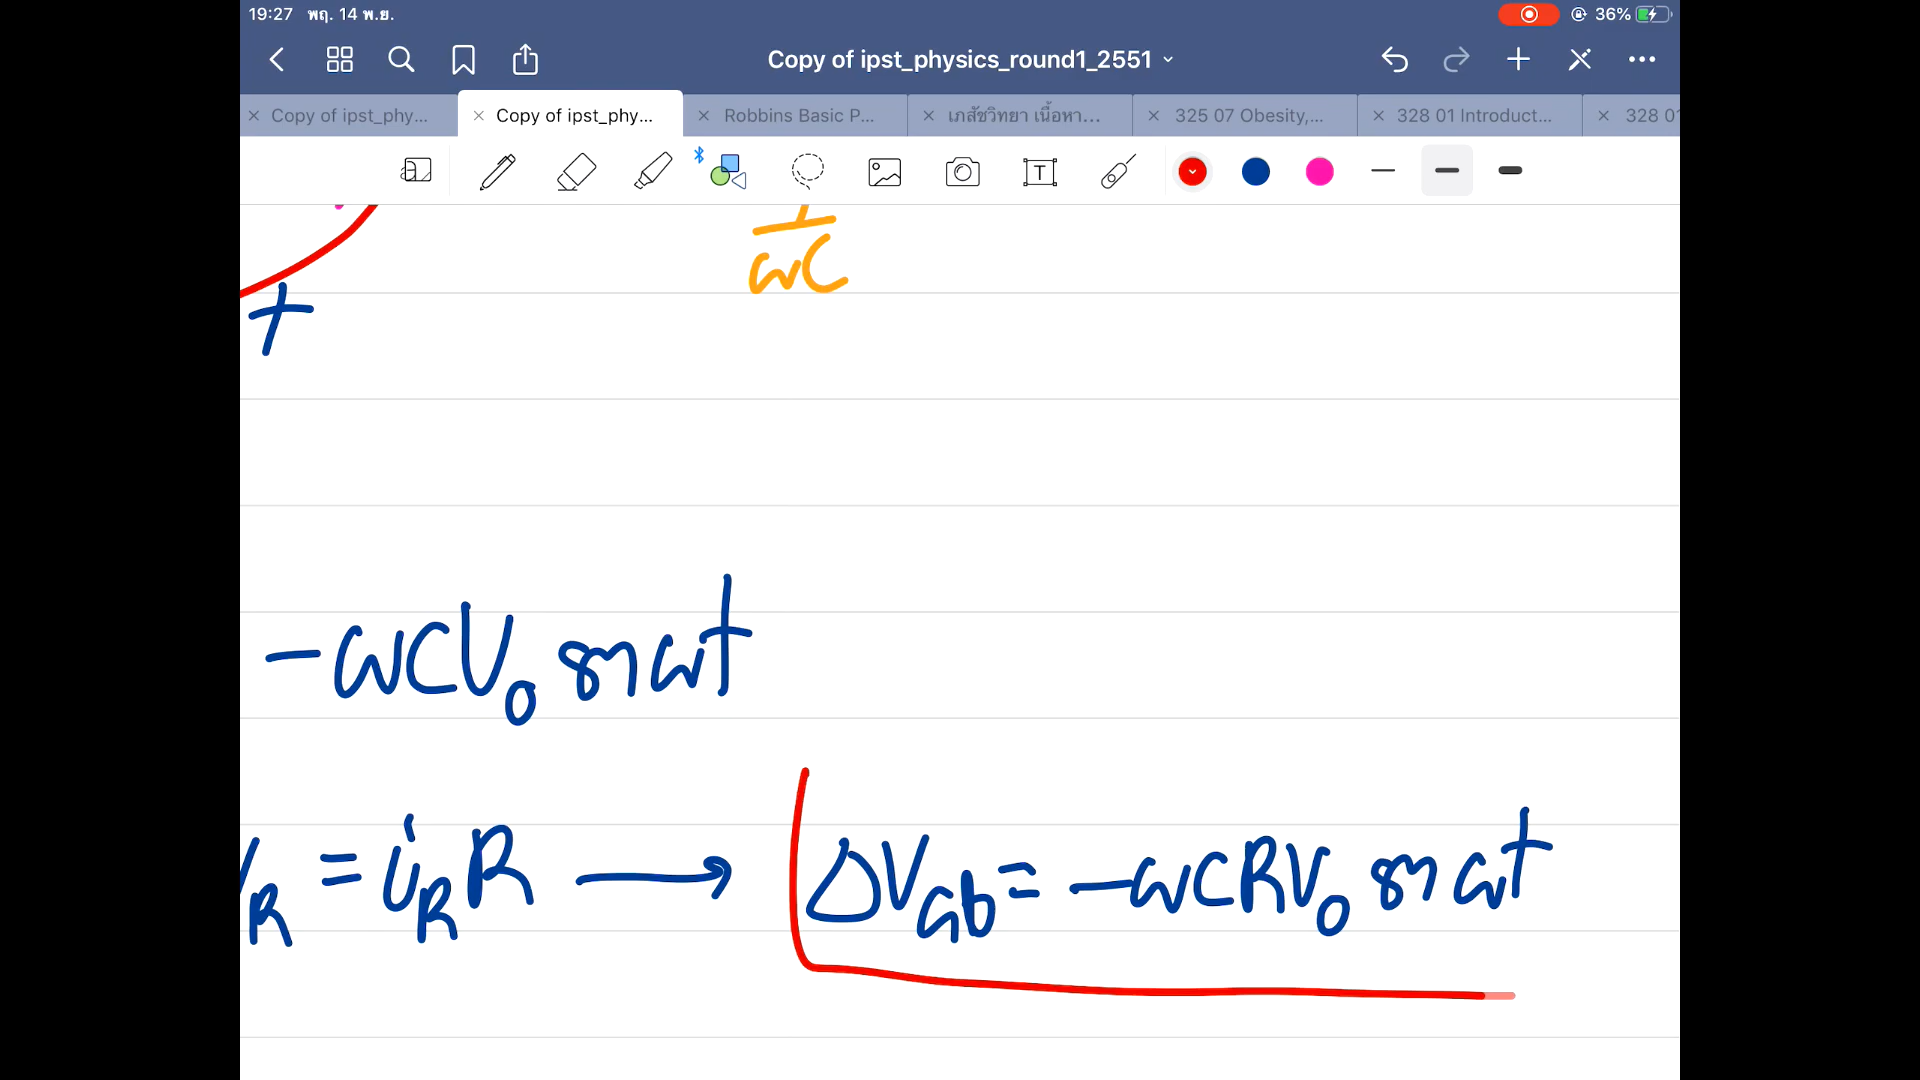 19:27 พฤ. 14 พ.ย. 36%
Copy of ipst_physics_round1_2551
Copy of ipst_phy... Copy of ipst_phy... Robbins Basic P... เภสัชวิทยา เนื้อหา... 325 07 Obesity,... 328 01 Introduct... 328 01
T
ωC
+
-ωCV₀ sin ωt
R = i_R R → ΔV_ab = -ωCRV₀ sin ωt